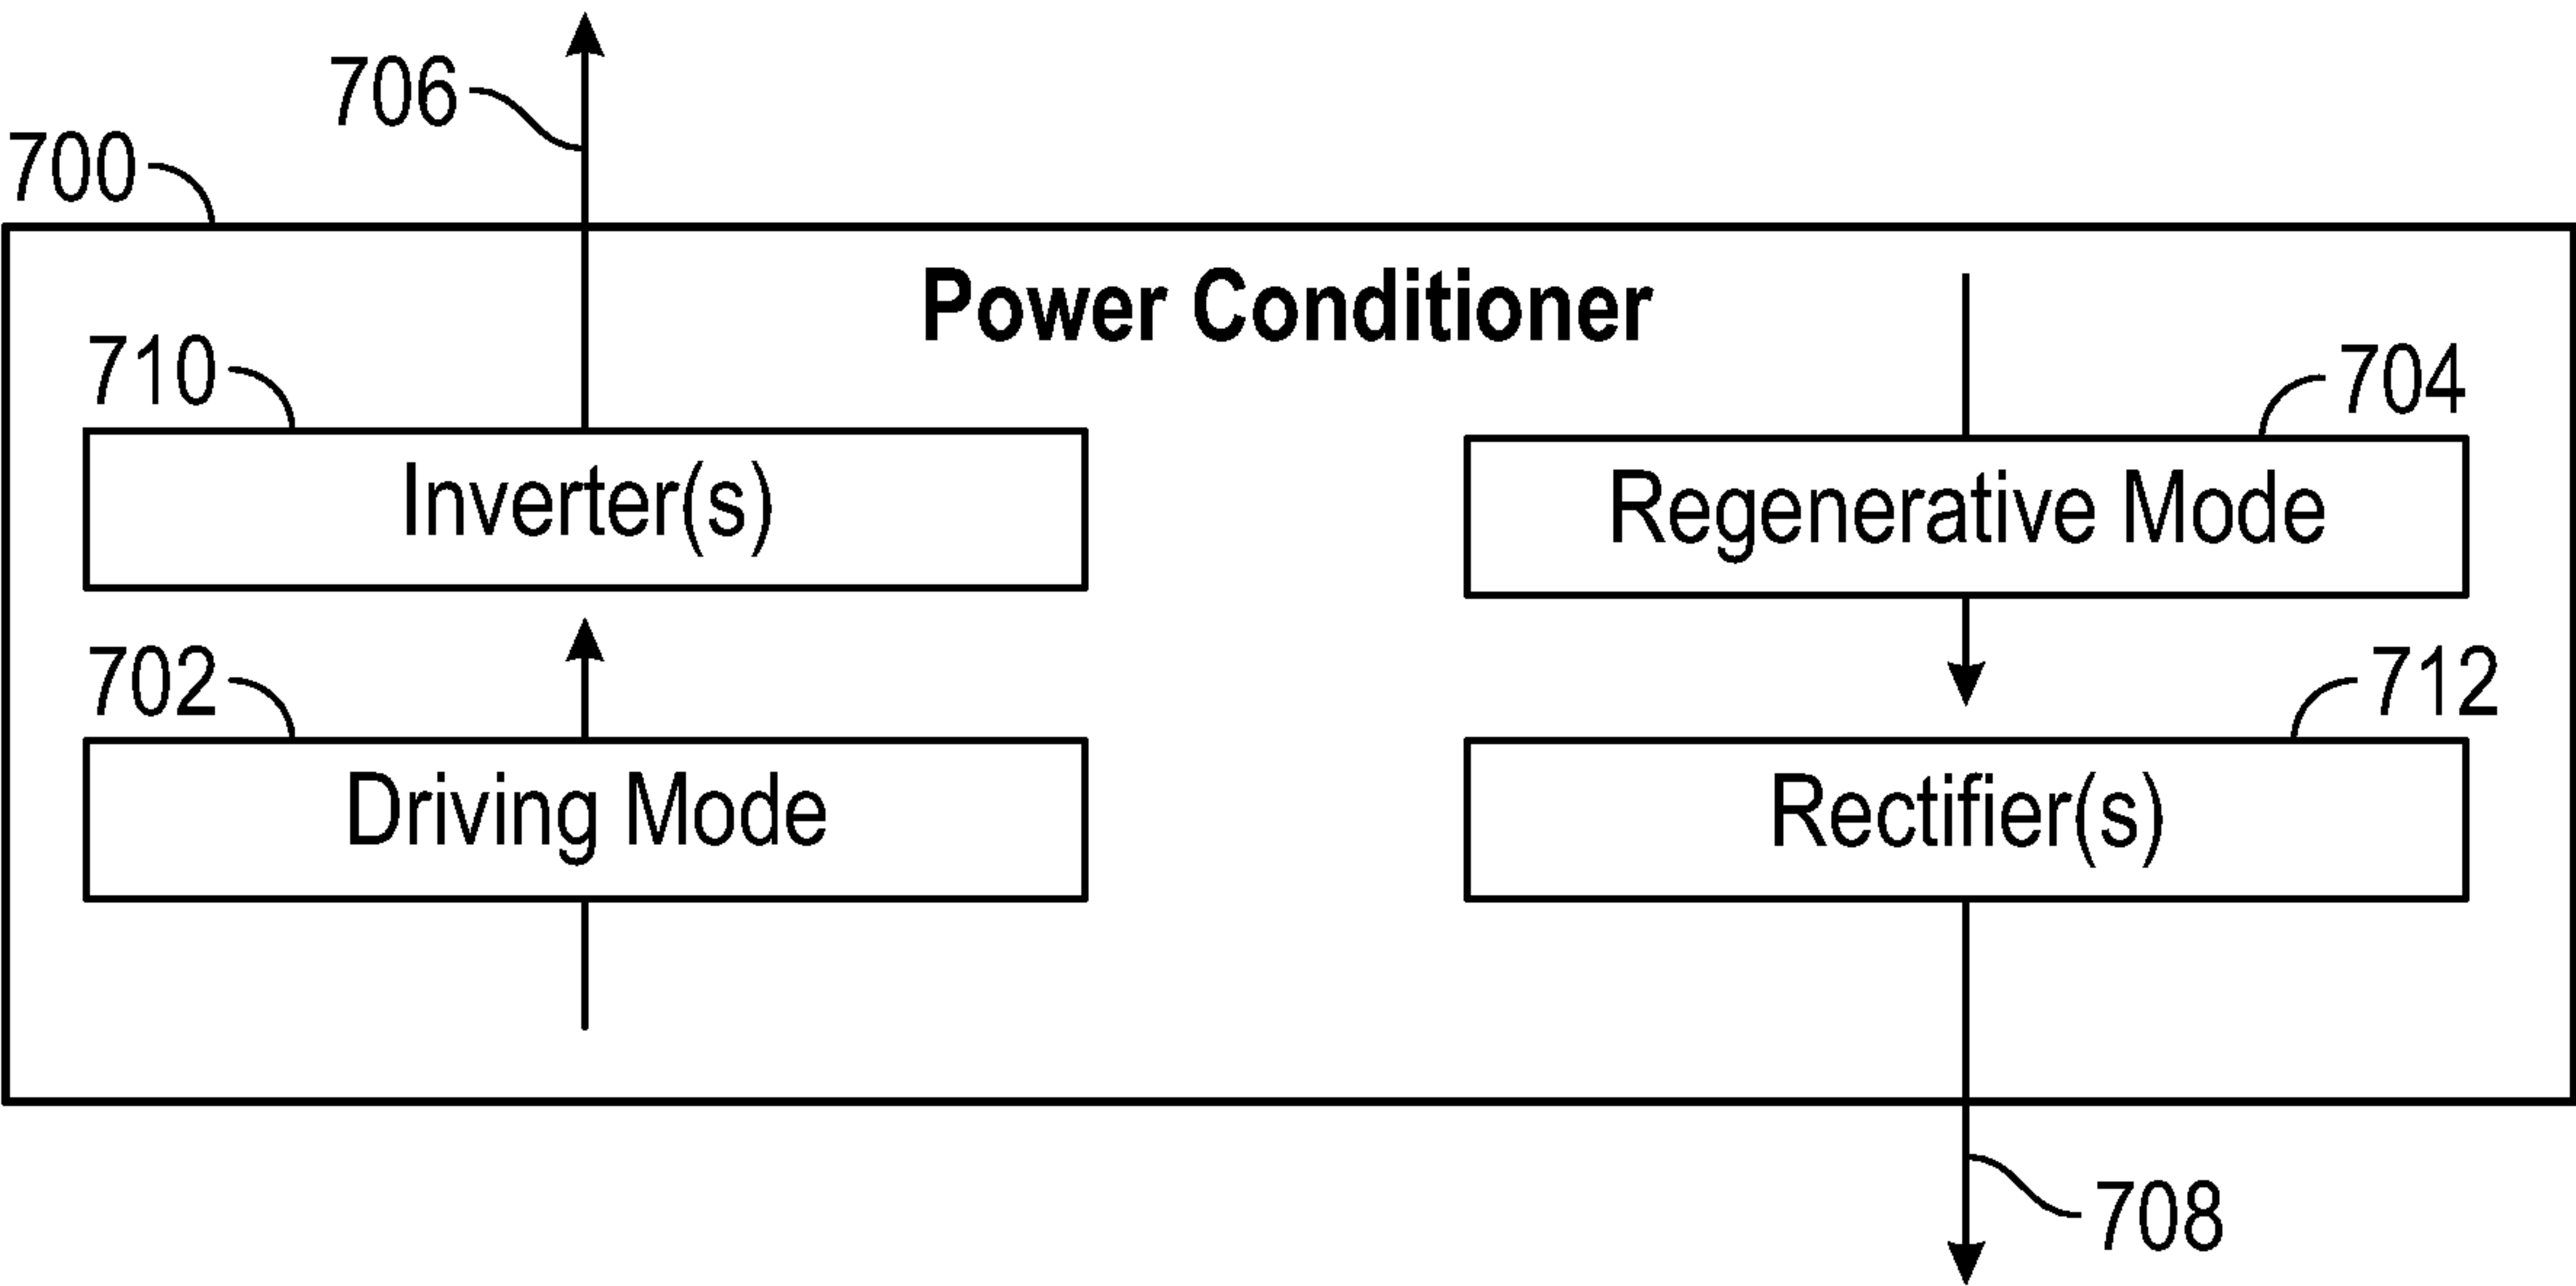 706
700
Power Conditioner
710
704
Inverter(s)
Regenerative Mode
702
712
Driving Mode
Rectifier(s)
708